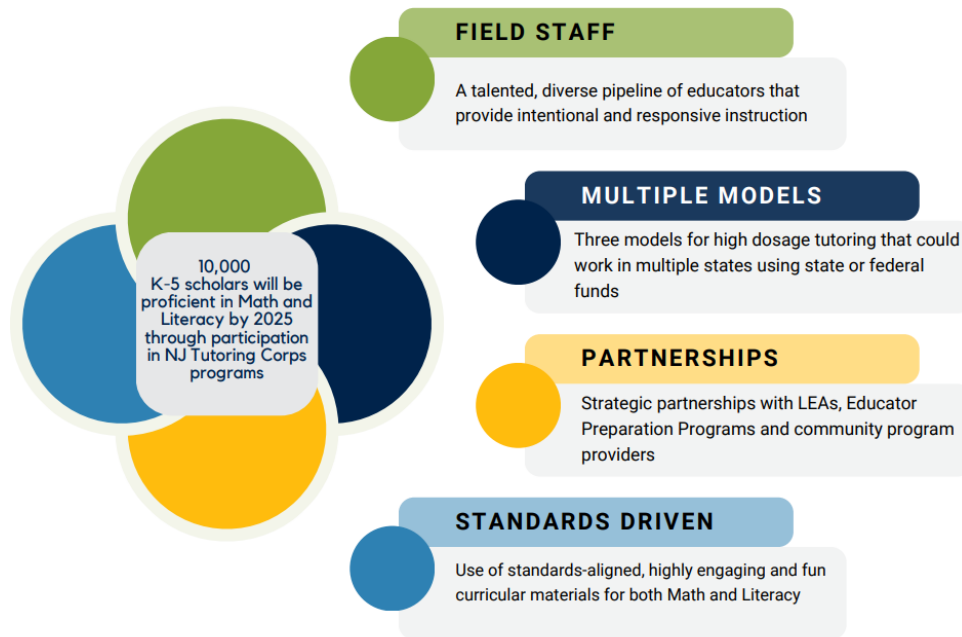 10,000
K-5 scholars will be
proficient in Math and
Literacy by 2025
through participation
in NJ Tutoring Corps
programs
FIELD STAFF
A talented, diverse pipeline of educators that
provide intentional and responsive instruction
MULTIPLE MODELS
Three models for high dosage tutoring that could
work in multiple states using state or federal
funds
PARTNERSHIPS
Strategic partnerships with LEAs, Educator
Preparation Programs and community program
providers
STANDARDS DRIVEN
Use of standards-aligned, highly engaging and fun
curricular materials for both Math and Literacy